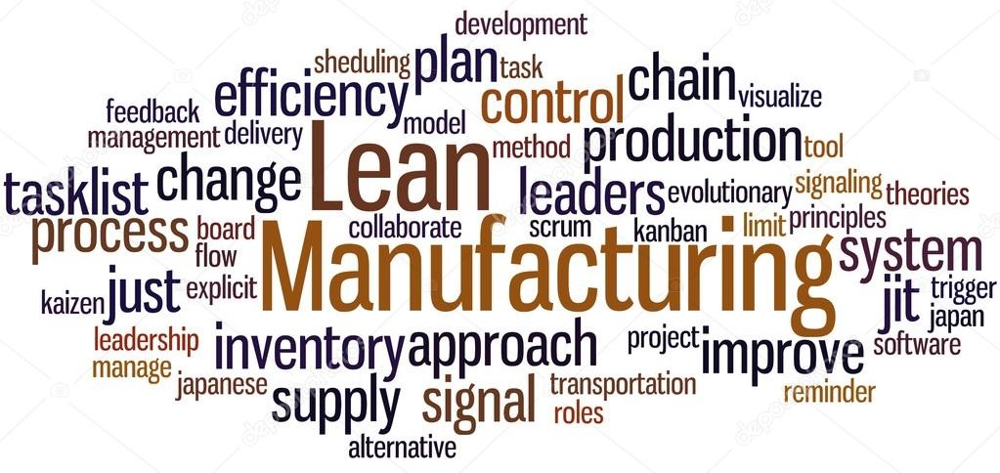 development
sheduling plan task
efficiency control chain visualize
feedback
management delivery model
Lean method production tool
tasklist change leaders evolutionary signaling theories
process board collaborate scrum kanban limit principles
flow Manufacturing system
kaizen just explicit jit trigger
japan
leadership inventory approach project improve software
manage japanese supply signal transportation reminder
roles
alternative